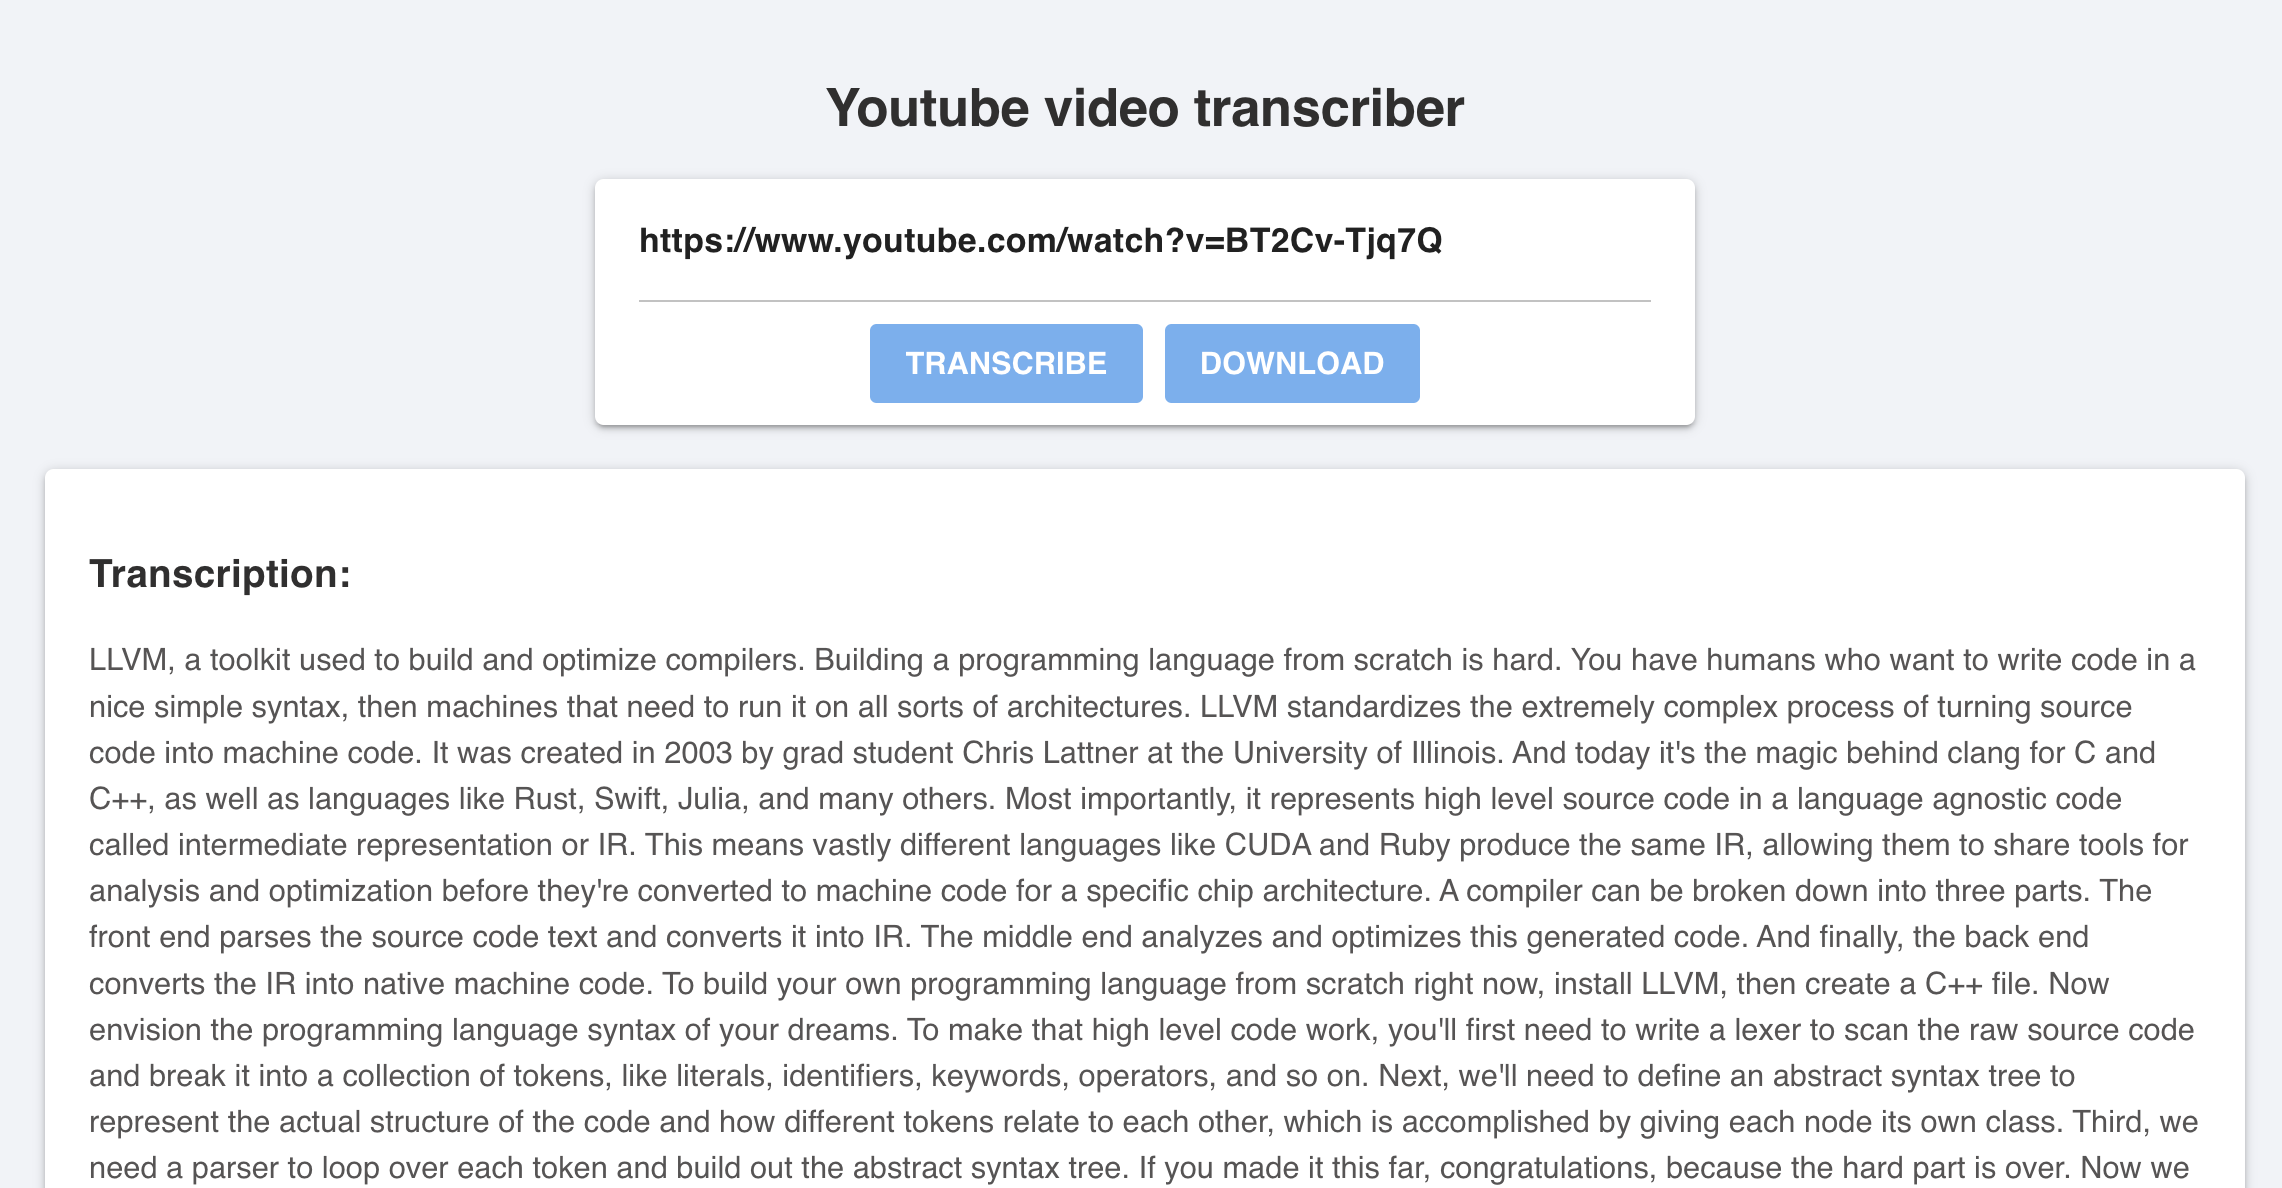 Youtube video transcriber
https://www.youtube.com/watch?v=BT2Cv-Tjq7Q
TRANSCRIBE DOWNLOAD
Transcription:
LLVM, a toolkit used to build and optimize compilers. Building a programming language from scratch is hard. You have humans who want to write code in a
nice simple syntax, then machines that need to run it on all sorts of architectures. LLVM standardizes the extremely complex process of turning source
code into machine code. It was created in 2003 by grad student Chris Lattner at the University of Illinois. And today it's the magic behind clang for C and
C++, as well as languages like Rust, Swift, Julia, and many others. Most importantly, it represents high level source code in a language agnostic code
called intermediate representation or IR. This means vastly different languages like CUDA and Ruby produce the same IR, allowing them to share tools for
analysis and optimization before they're converted to machine code for a specific chip architecture. A compiler can be broken down into three parts. The
front end parses the source code text and converts it into IR. The middle end analyzes and optimizes this generated code. And finally, the back end
converts the IR into native machine code. To build your own programming language from scratch right now, install LLVM, then create a C++ file. Now
envision the programming language syntax of your dreams. To make that high level code work, you'll first need to write a lexer to scan the raw source code
and break it into a collection of tokens, like literals, identifiers, keywords, operators, and so on. Next, we'll need to define an abstract syntax tree to
represent the actual structure of the code and how different tokens relate to each other, which is accomplished by giving each node its own class. Third, we
need a parser to loop over each token and build out the abstract syntax tree. If you made it this far, congratulations, because the hard part is over. Now we